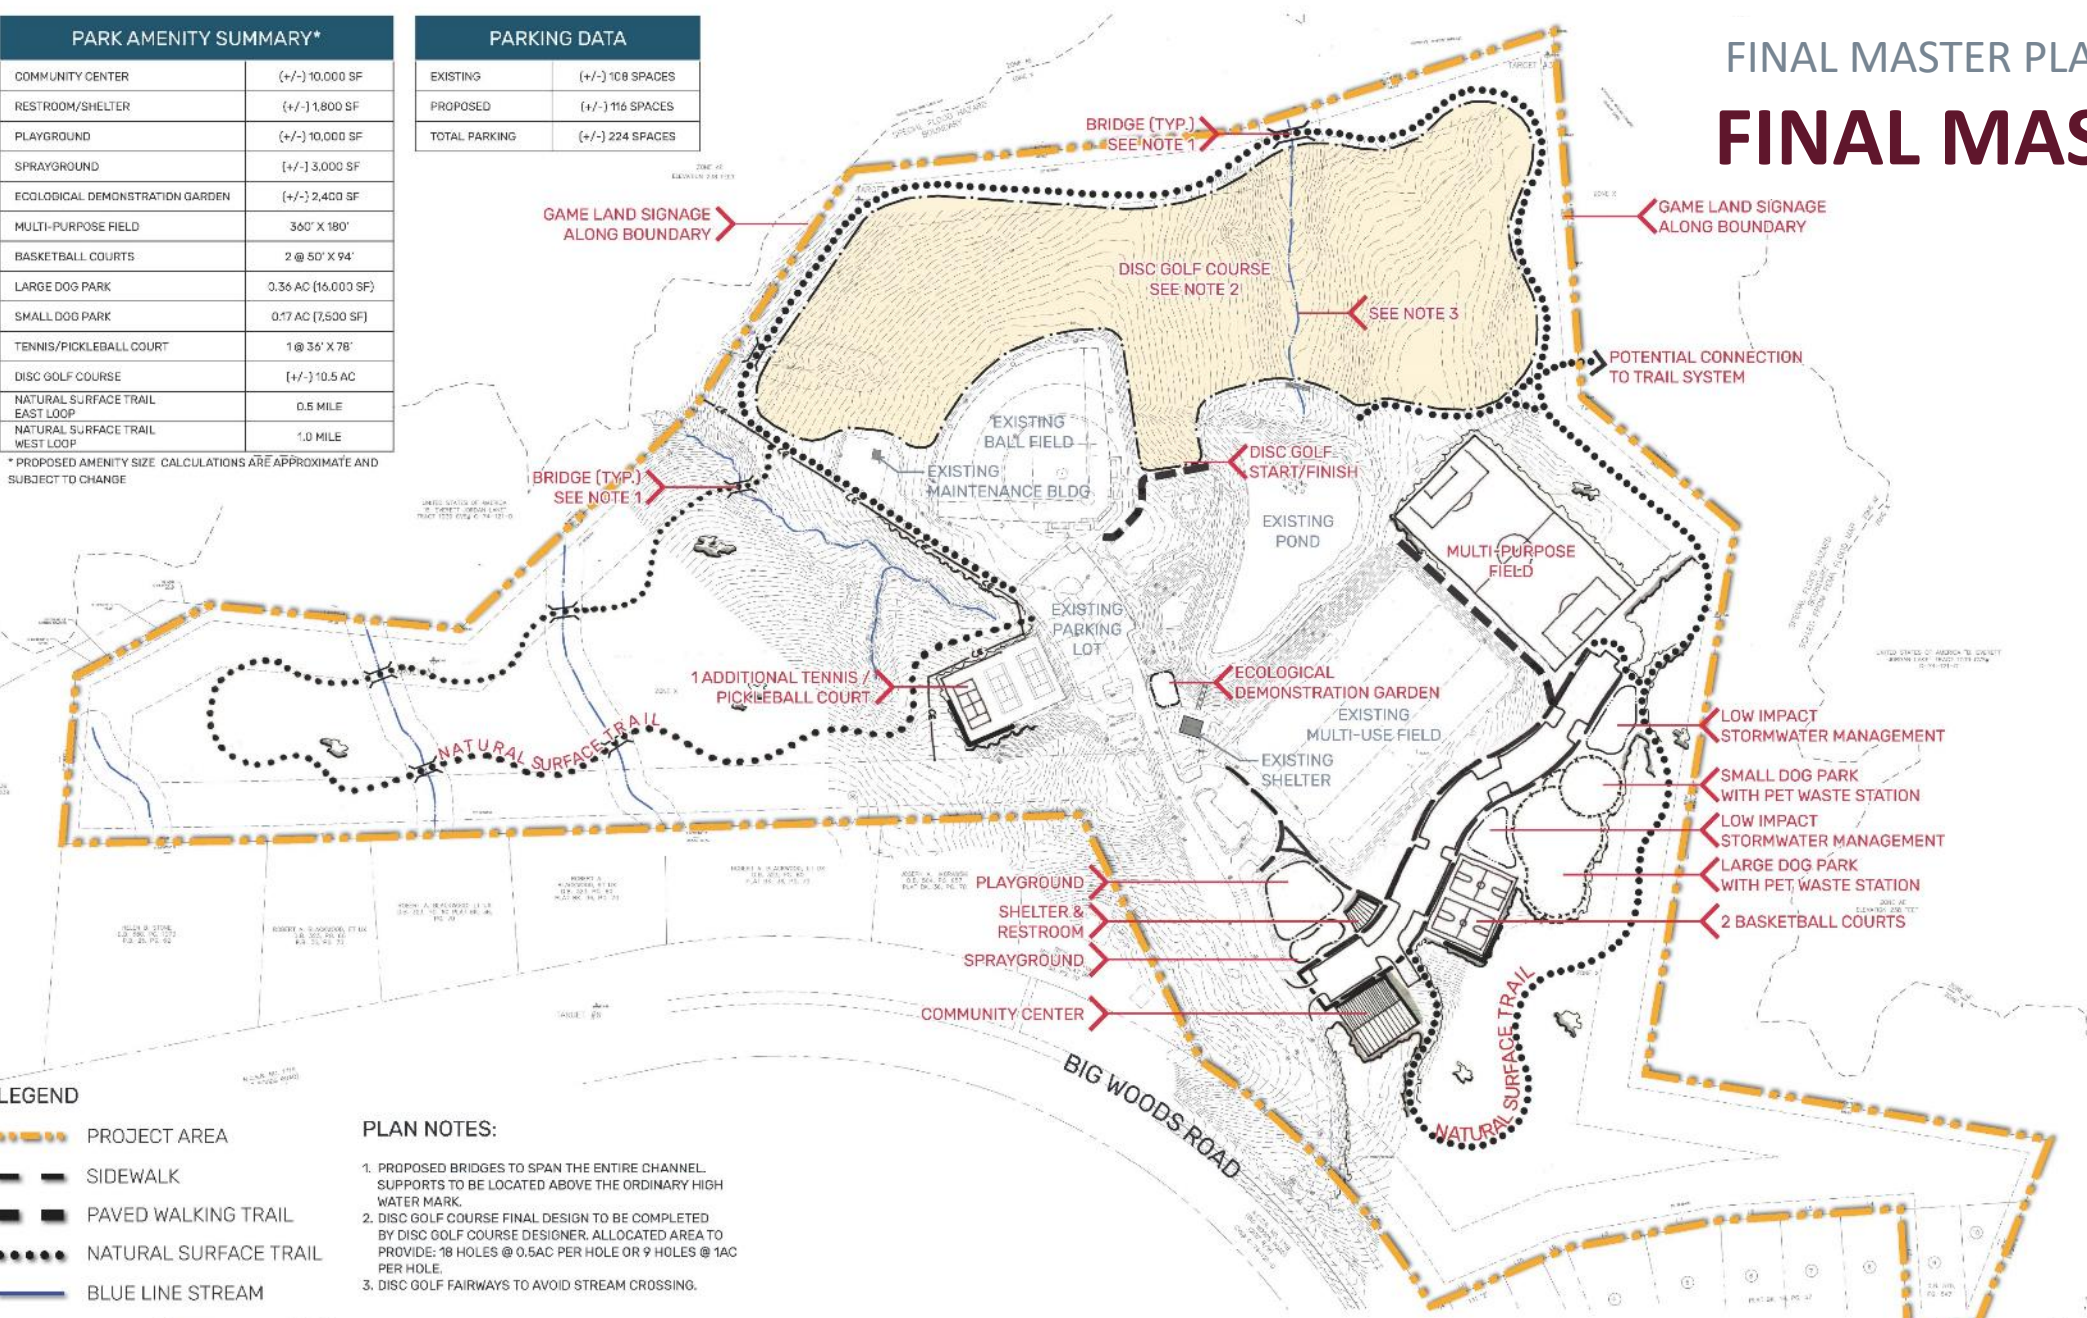 PARK AMENITY SUMMARY*
COMMUNITY CENTER (+/-) 10,000 SF
RESTROOM/SHELTER (+/-) 1,800 SF
PLAYGROUND (+/-) 10,000 SF
SPRAYGROUND (+/-) 3,000 SF
ECOLOGICAL DEMONSTRATION GARDEN (+/-) 2,400 SF
MULTI-PURPOSE FIELD 360' X 180'
BASKETBALL COURTS 2 @ 50' X 94'
LARGE DOG PARK 0.36 AC (16,000 SF)
SMALL DOG PARK 0.17 AC (7,500 SF)
TENNIS/PICKLEBALL COURT 1 @ 36' X 78'
DISC GOLF COURSE (+/-) 10.5 AC
NATURAL SURFACE TRAIL
EAST LOOP 0.5 MILE
NATURAL SURFACE TRAIL
WEST LOOP 1.0 MILE
* PROPOSED AMENITY SIZE CALCULATIONS ARE APPROXIMATE AND
SUBJECT TO CHANGE
PARKING DATA
EXISTING (+/-) 108 SPACES
PROPOSED (+/-) 116 SPACES
TOTAL PARKING (+/-) 224 SPACES
FINAL MASTER PLA
FINAL MAS
BRIDGE (TYP.)
SEE NOTE 1
GAME LAND SIGNAGE
ALONG BOUNDARY
GAME LAND SIGNAGE
ALONG BOUNDARY
DISC GOLF COURSE
SEE NOTE 2
SEE NOTE 3
POTENTIAL CONNECTION
TO TRAIL SYSTEM
EXISTING
BALL FIELD
EXISTING
MAINTENANCE BLDG
DISC GOLF
START/FINISH
BRIDGE (TYP.)
SEE NOTE 1
EXISTING
POND
MULTI-PURPOSE
FIELD
EXISTING
PARKING
LOT
1 ADDITIONAL TENNIS /
PICKLEBALL COURT
ECOLOGICAL
DEMONSTRATION GARDEN
EXISTING
MULTI-USE FIELD
EXISTING
SHELTER
NATURAL SURFACE TRAIL
LOW IMPACT
STORMWATER MANAGEMENT
SMALL DOG PARK
WITH PET WASTE STATION
LOW IMPACT
STORMWATER MANAGEMENT
LARGE DOG PARK
WITH PET WASTE STATION
2 BASKETBALL COURTS
PLAYGROUND
SHELTER &
RESTROOM
SPRAYGROUND
COMMUNITY CENTER
NATURAL SURFACE TRAIL
BIG WOODS ROAD
LEGEND
PROJECT AREA
SIDEWALK
PAVED WALKING TRAIL
NATURAL SURFACE TRAIL
BLUE LINE STREAM
PLAN NOTES:
1. PROPOSED BRIDGES TO SPAN THE ENTIRE CHANNEL.
SUPPORTS TO BE LOCATED ABOVE THE ORDINARY HIGH
WATER MARK.
2. DISC GOLF COURSE FINAL DESIGN TO BE COMPLETED
BY DISC GOLF COURSE DESIGNER. ALLOCATED AREA TO
PROVIDE: 18 HOLES @ 0.5AC PER HOLE OR 9 HOLES @ 1AC
PER HOLE.
3. DISC GOLF FAIRWAYS TO AVOID STREAM CROSSING.